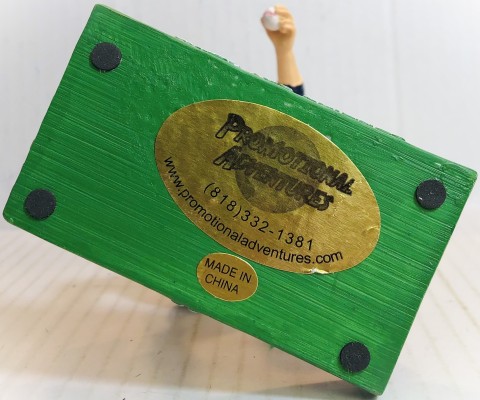 PROMOTIONAL
ADVENTURES
(818)332-1381
www.promotionaladventures.com
MADE IN
CHINA